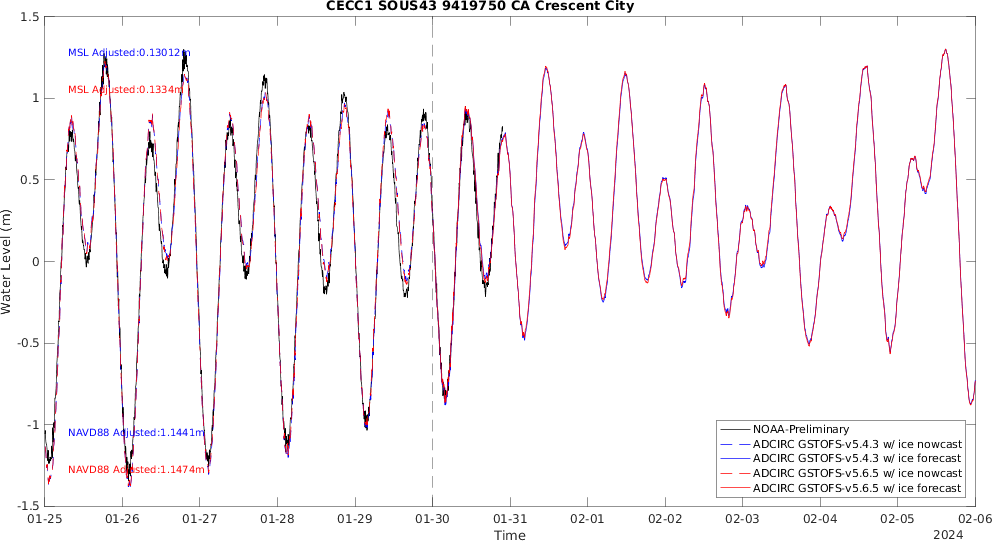 CECC1 SOUS43 9419750 CA Crescent City
1.5
1
0.5
0
-0.5
-1
-1.5
Water Level (m)
MSL Adjusted:0.13012m
MSL Adjusted:0.1334m
NAVD88 Adjusted:1.1441m
NAVD88 Adjusted:1.1474m
NOAA-Preliminary
ADCIRC GSTOFS-v5.4.3 w/ ice nowcast
ADCIRC GSTOFS-v5.4.3 w/ ice forecast
ADCIRC GSTOFS-v5.6.5 w/ ice nowcast
ADCIRC GSTOFS-v5.6.5 w/ ice forecast
01-25 01-26 01-27 01-28 01-29 01-30 01-31 02-01 02-02 02-03 02-04 02-05 02-06
Time
2024